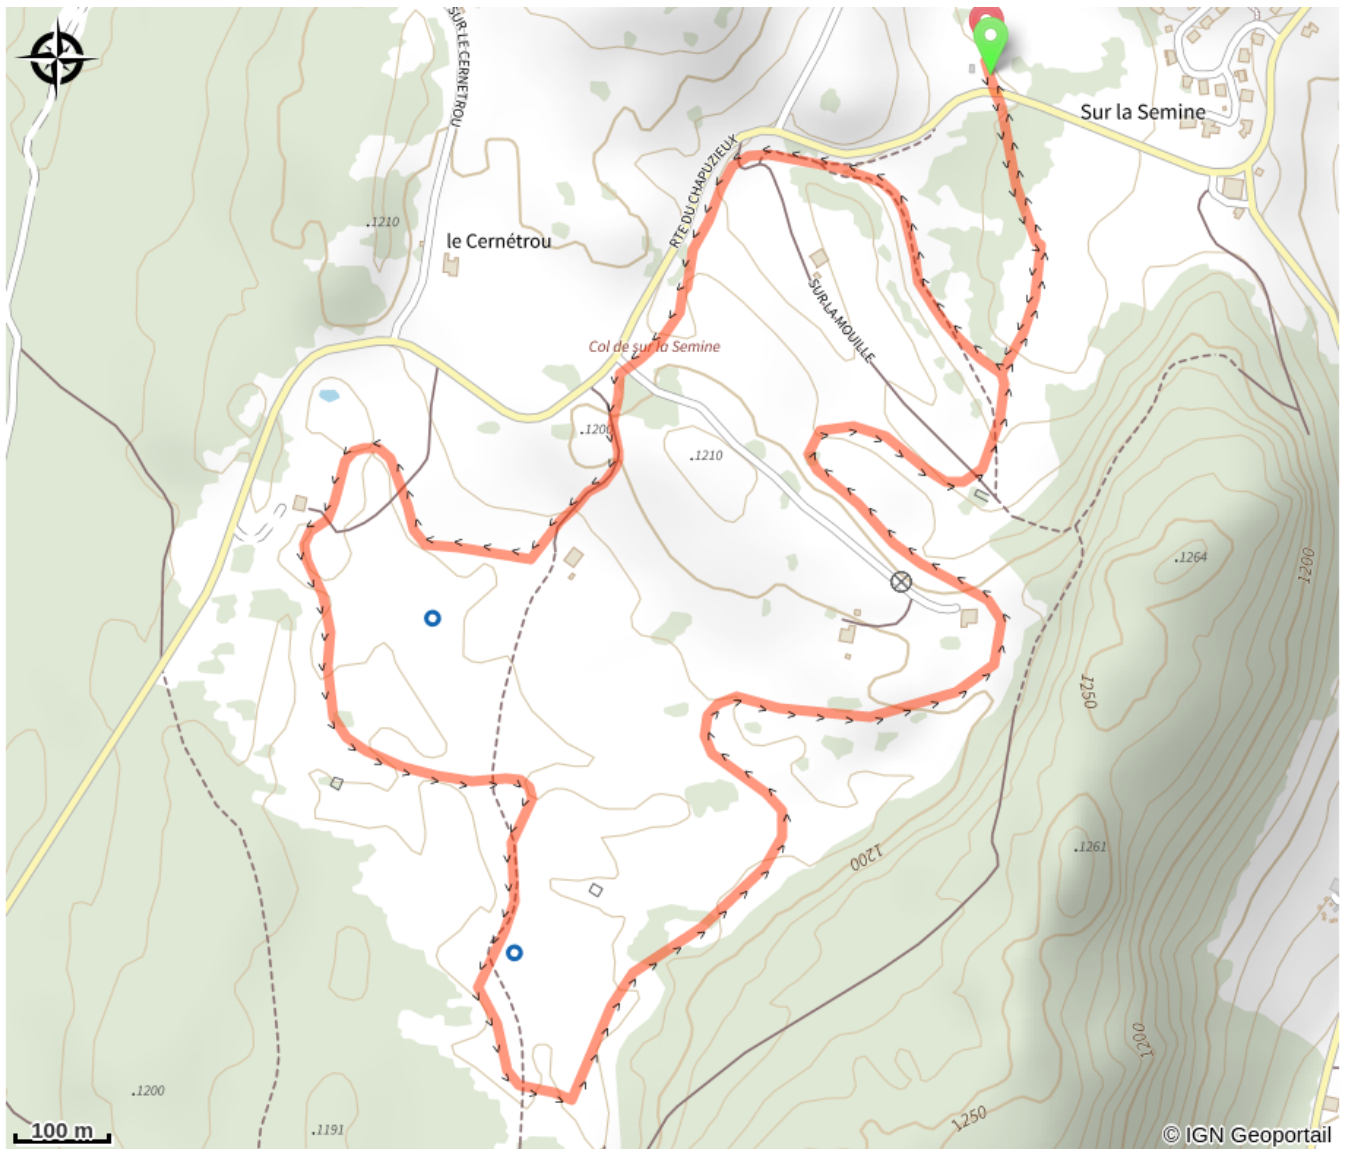 SUR LE CERNETROU
Sur la Semine
RTE DU CHAPUZIEUX
.1210
le Cernétrou
SUR LA MOUILLE
Col de sur la Semine
.1200
.1210
.1264
1200
1250
.1261
1200
1200
.1200
1250
.1191
100 m
© IGN Geoportail